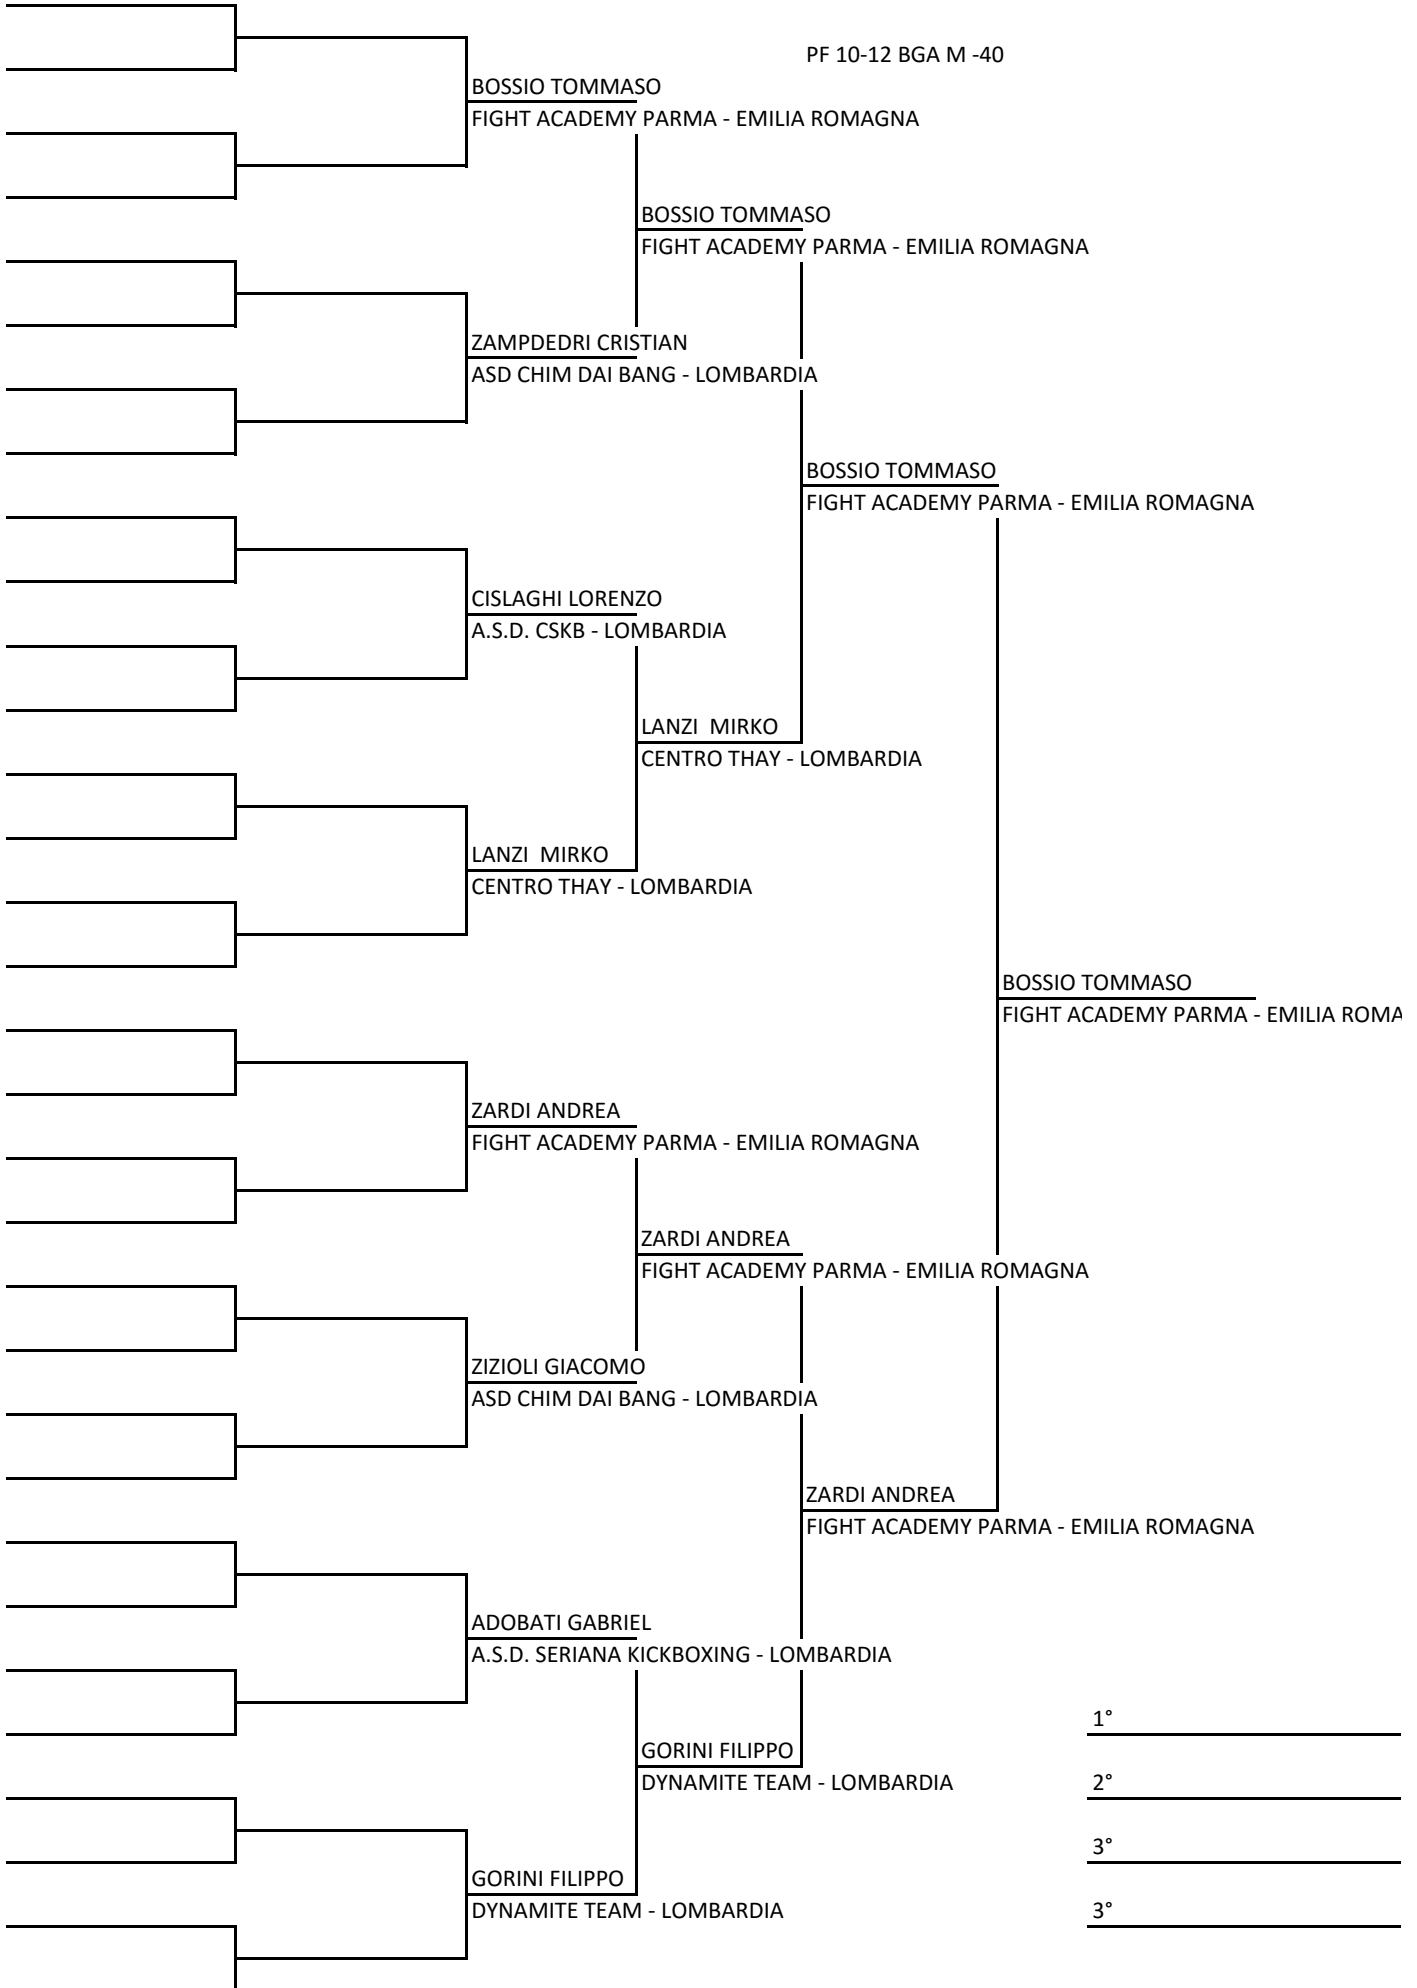 PF 10-12 BGA M -40
BOSSIO TOMMASO
FIGHT ACADEMY PARMA - EMILIA ROMAGNA
BOSSIO TOMMASO
FIGHT ACADEMY PARMA - EMILIA ROMAGNA
ZAMPDEDRI CRISTIAN
ASD CHIM DAI BANG - LOMBARDIA
BOSSIO TOMMASO
FIGHT ACADEMY PARMA - EMILIA ROMAGNA
CISLAGHI LORENZO
A.S.D. CSKB - LOMBARDIA
LANZI  MIRKO
CENTRO THAY - LOMBARDIA
LANZI  MIRKO
CENTRO THAY - LOMBARDIA
BOSSIO TOMMASO
FIGHT ACADEMY PARMA - EMILIA ROMA
ZARDI ANDREA
FIGHT ACADEMY PARMA - EMILIA ROMAGNA
ZARDI ANDREA
FIGHT ACADEMY PARMA - EMILIA ROMAGNA
ZIZIOLI GIACOMO
ASD CHIM DAI BANG - LOMBARDIA
ZARDI ANDREA
FIGHT ACADEMY PARMA - EMILIA ROMAGNA
ADOBATI GABRIEL
A.S.D. SERIANA KICKBOXING - LOMBARDIA
1°
GORINI FILIPPO
DYNAMITE TEAM - LOMBARDIA
2°
3°
GORINI FILIPPO
DYNAMITE TEAM - LOMBARDIA
3°